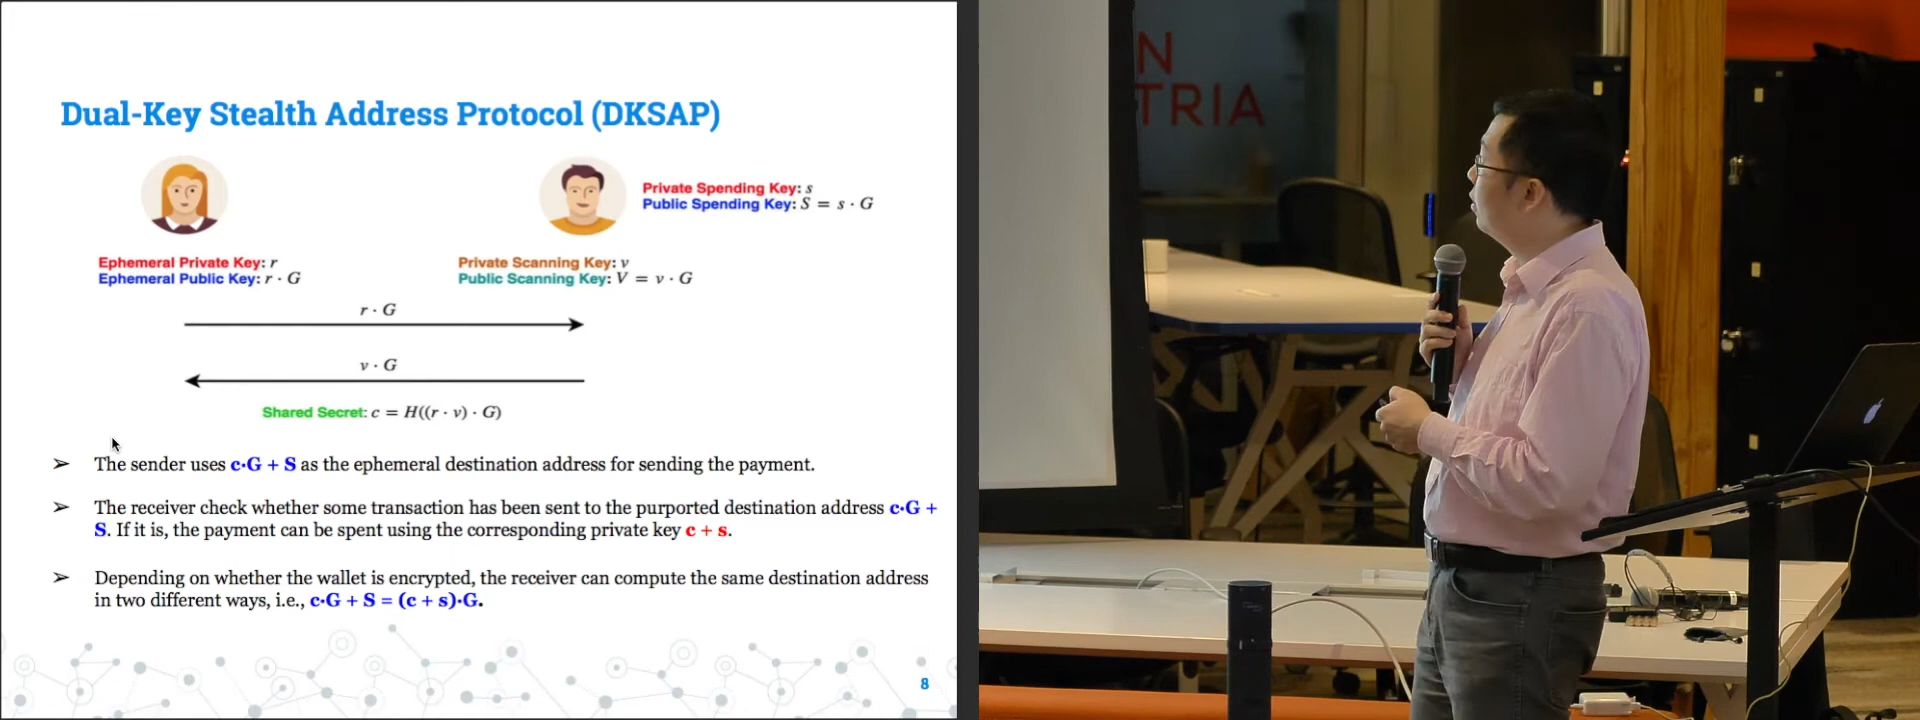 Dual-Key Stealth Address Protocol (DKSAP)
Private Spending Key: s
Public Spending Key: S = s · G
Ephemeral Private Key: r
Ephemeral Public Key: r · G
Private Scanning Key: v
Public Scanning Key: V = v · G
r · G
v · G
Shared Secret: c = H((r · v) · G)
➢ The sender uses c·G + S as the ephemeral destination address for sending the payment.
➢ The receiver check whether some transaction has been sent to the purported destination address c·G +
S. If it is, the payment can be spent using the corresponding private key c + s.
➢ Depending on whether the wallet is encrypted, the receiver can compute the same destination address
in two different ways, i.e., c·G + S = (c + s)·G.
8
N
TRIA